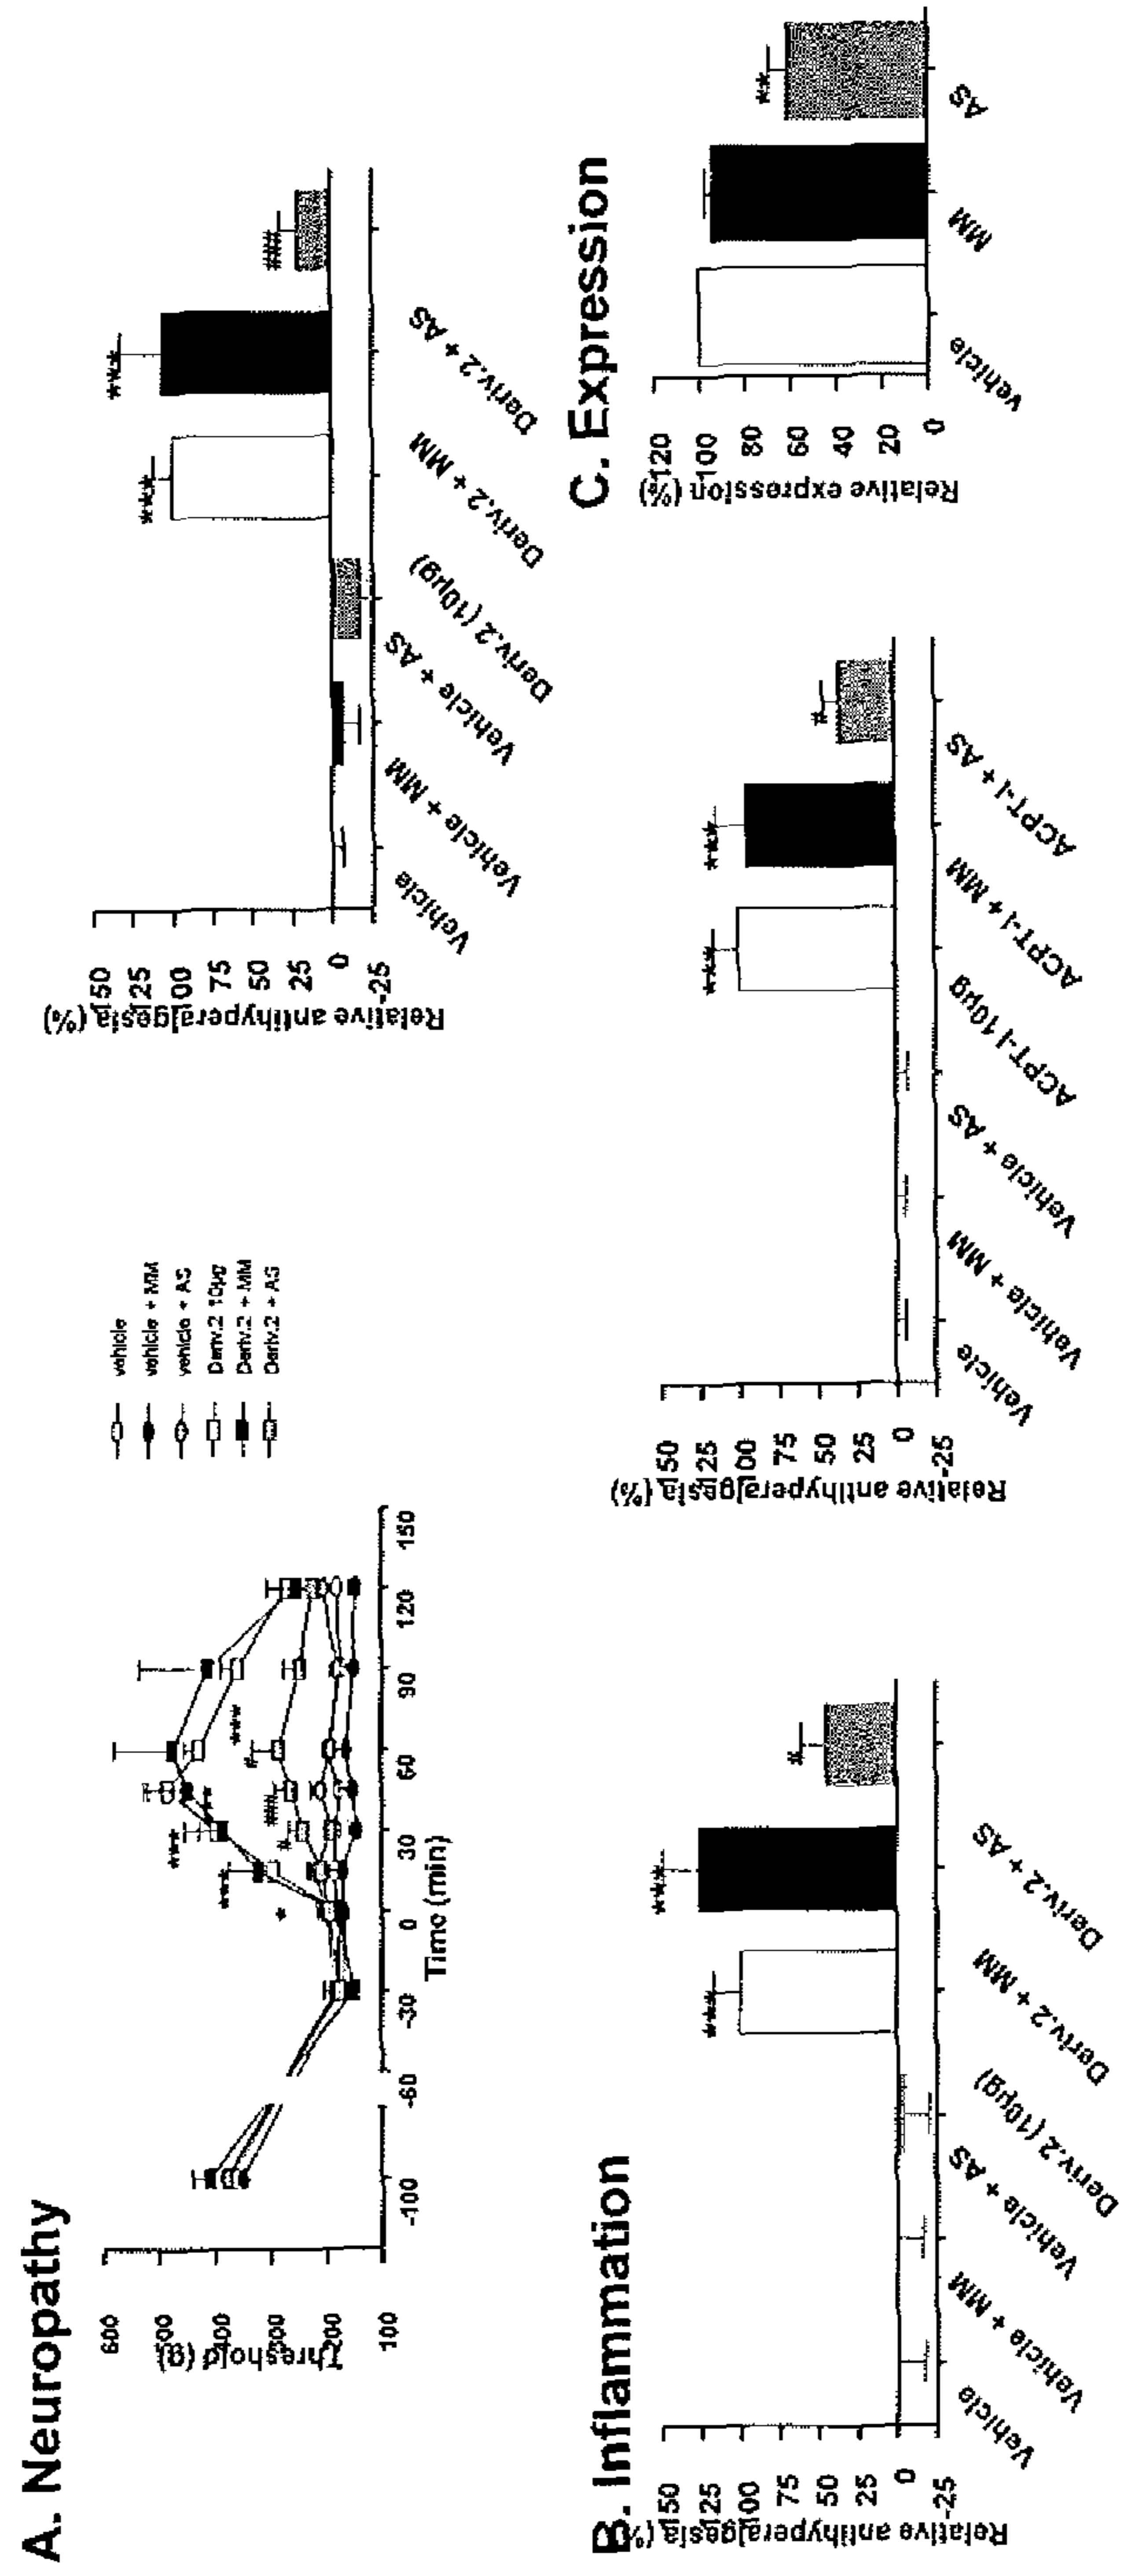 A. Neuropathy
Threshold (g)
600
500
400
300
200
100
-100
-60
-30
0
30
60
90
120
150
Time (min)
*
***
***
**
***
#
###
#
vehicle
vehicle + MM
vehicle + AS
Deriv.2 10µg
Deriv.2 + MM
Deriv.2 + AS
Relative antihyperalgesia (%)
150
125
100
75
50
25
0
-25
***
***
###
Vehicle
Vehicle + MM
Vehicle + AS
Deriv.2 (10µg)
Deriv.2 + MM
Deriv.2 + AS
B. Inflammation
Relative antihyperalgesia (%)
150
125
100
75
50
25
0
-25
***
***
#
Vehicle
Vehicle + MM
Vehicle + AS
Deriv.2 (10µg)
Deriv.2 + MM
Deriv.2 + AS
Relative antihyperalgesia (%)
150
125
100
75
50
25
0
-25
***
***
#
Vehicle
Vehicle + MM
Vehicle + AS
ACPT-I 10µg
ACPT-I + MM
ACPT-I + AS
C. Expression
Relative expression (%)
120
100
80
60
40
20
0
**
vehicle
MM
AS